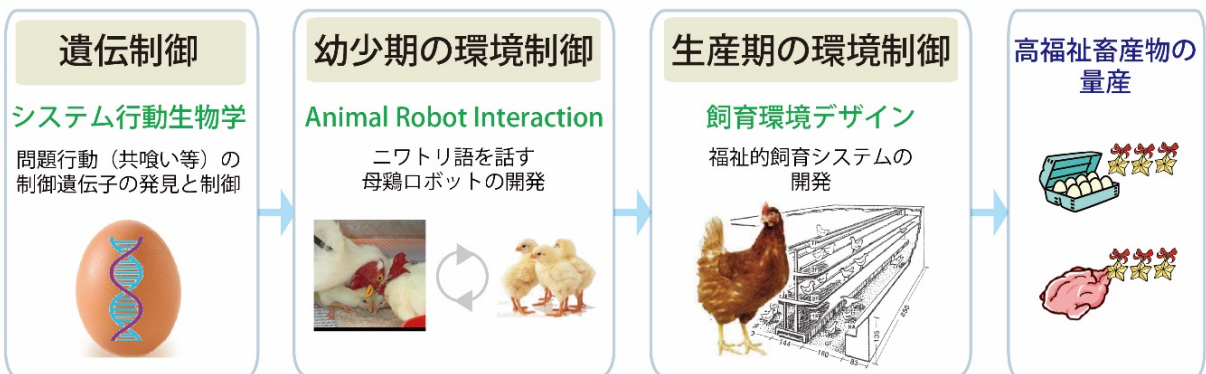 遺伝制御
システム行動生物学
問題行動（共喰い等）の
制御遺伝子の発見と制御
幼少期の環境制御
Animal Robot Interaction
ニワトリ語を話す
母鶏ロボットの開発
生産期の環境制御
飼育環境デザイン
福祉的飼育システムの
開発
144
160
135
高福祉畜産物の
量産